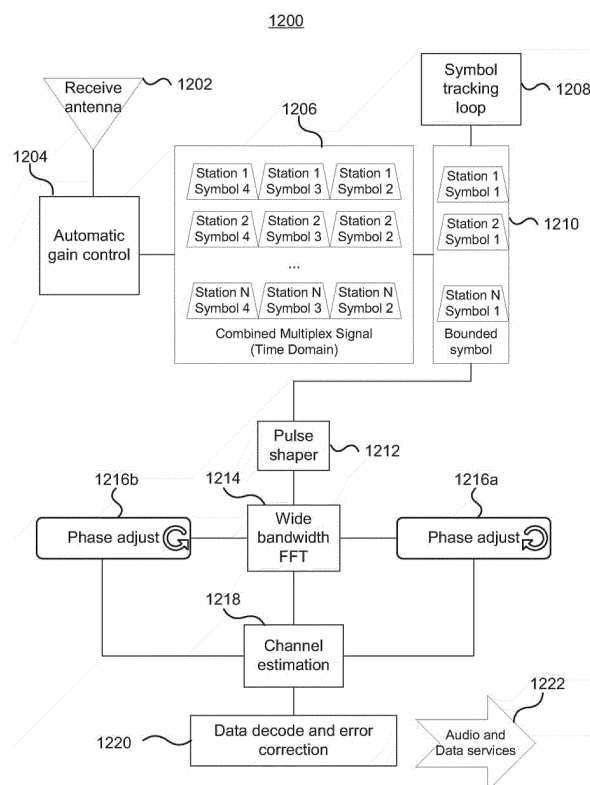 1200
Receive
antenna
1202
1204
Automatic
gain control
1206
Station 1
Symbol 4
Station 1
Symbol 3
Station 1
Symbol 2
Station 2
Symbol 4
Station 2
Symbol 3
Station 2
Symbol 2
...
Station N
Symbol 4
Station N
Symbol 3
Station N
Symbol 2
Combined Multiplex Signal
(Time Domain)
Symbol
tracking
loop
1208
Station 1
Symbol 1
Station 2
Symbol 1
1210
Station N
Symbol 1
Bounded
symbol
Pulse
shaper
1212
1214
Wide
bandwidth
FFT
1216b
Phase adjust
1216a
Phase adjust
1218
Channel
estimation
1220
Data decode and error
correction
1222
Audio and
Data services